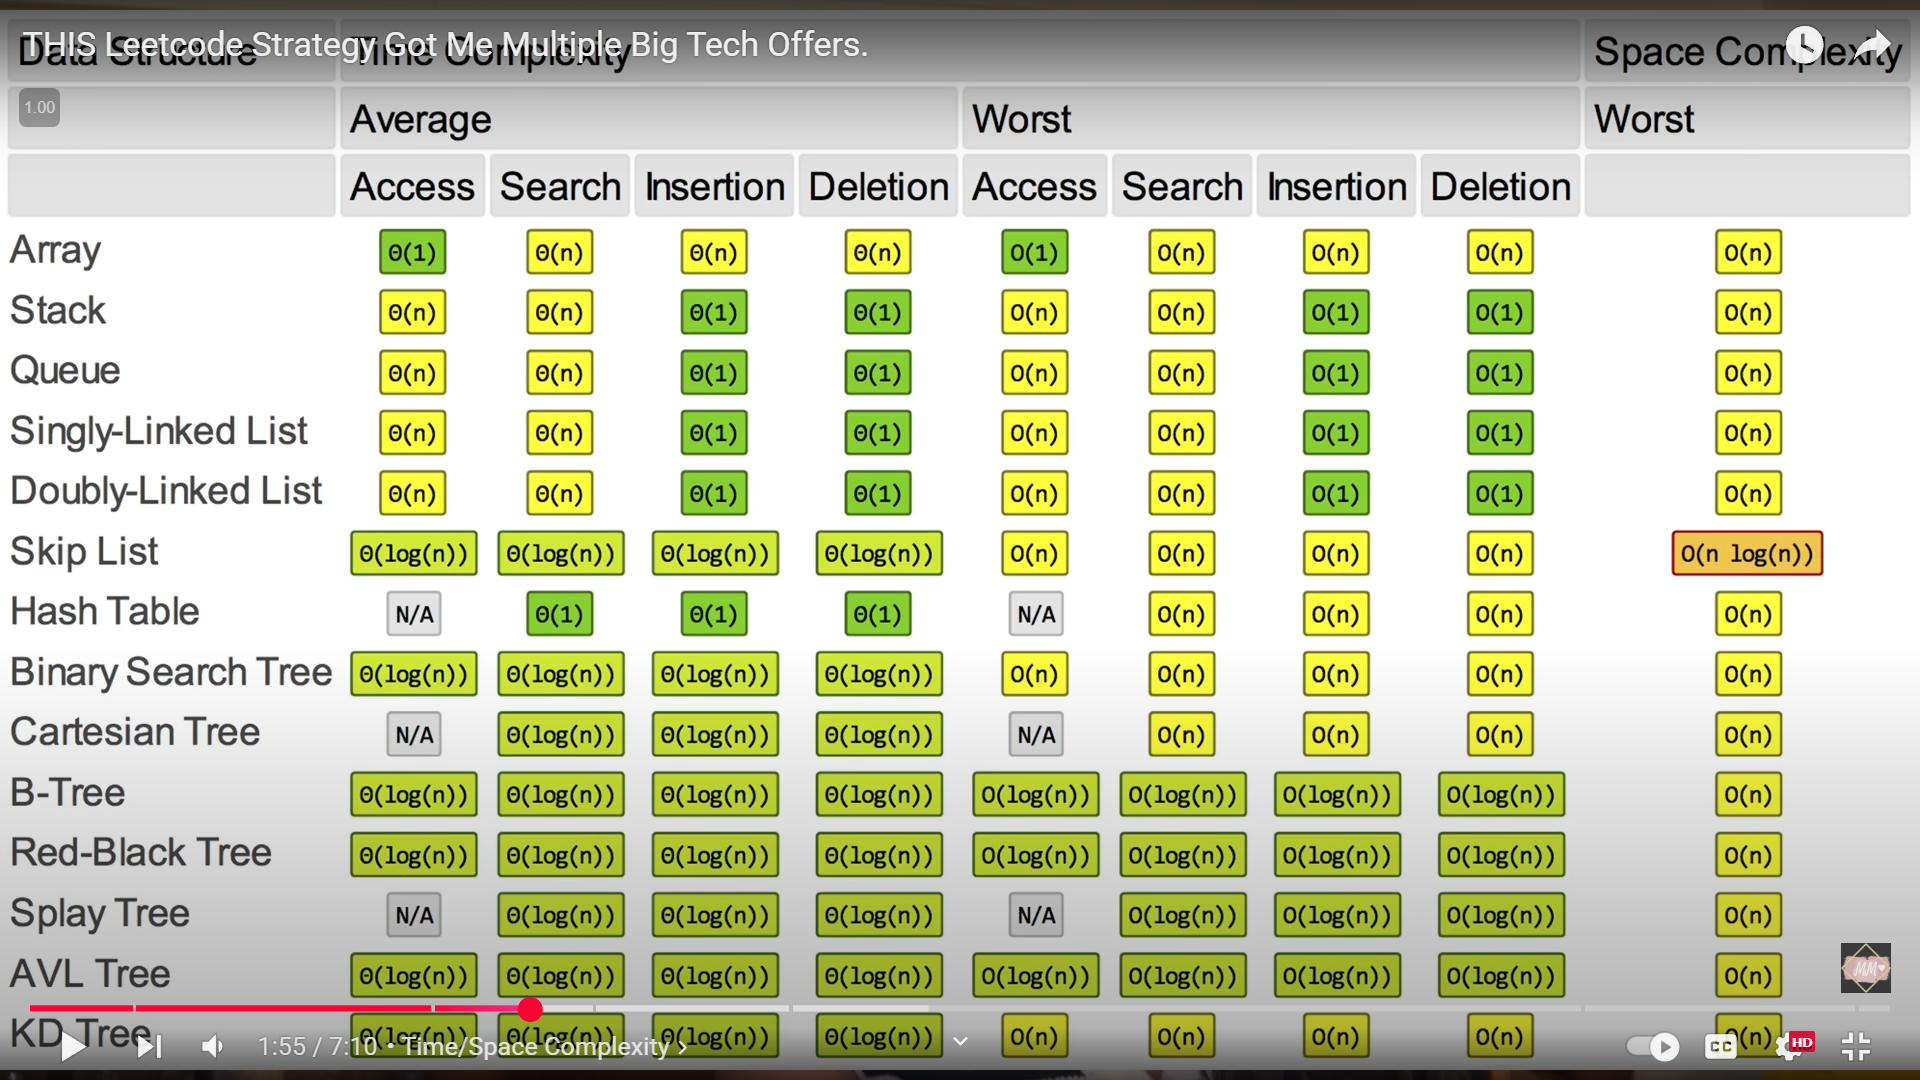 THIS Leetcode Strategy Got Me Multiple Big Tech Offers.
Data Structure Time Complexity Space Complexity
1.00
Average Worst Worst
Access Search Insertion Deletion Access Search Insertion Deletion
Array Θ(1) Θ(n) Θ(n) Θ(n) O(1) O(n) O(n) O(n) O(n)
Stack Θ(n) Θ(n) Θ(1) Θ(1) O(n) O(n) O(1) O(1) O(n)
Queue Θ(n) Θ(n) Θ(1) Θ(1) O(n) O(n) O(1) O(1) O(n)
Singly-Linked List Θ(n) Θ(n) Θ(1) Θ(1) O(n) O(n) O(1) O(1) O(n)
Doubly-Linked List Θ(n) Θ(n) Θ(1) Θ(1) O(n) O(n) O(1) O(1) O(n)
Skip List Θ(log(n)) Θ(log(n)) Θ(log(n)) Θ(log(n)) O(n) O(n) O(n) O(n) O(n log(n))
Hash Table N/A Θ(1) Θ(1) Θ(1) N/A O(n) O(n) O(n) O(n)
Binary Search Tree Θ(log(n)) Θ(log(n)) Θ(log(n)) Θ(log(n)) O(n) O(n) O(n) O(n) O(n)
Cartesian Tree N/A Θ(log(n)) Θ(log(n)) Θ(log(n)) N/A O(n) O(n) O(n) O(n)
B-Tree Θ(log(n)) Θ(log(n)) Θ(log(n)) Θ(log(n)) O(log(n)) O(log(n)) O(log(n)) O(log(n)) O(n)
Red-Black Tree Θ(log(n)) Θ(log(n)) Θ(log(n)) Θ(log(n)) O(log(n)) O(log(n)) O(log(n)) O(log(n)) O(n)
Splay Tree N/A Θ(log(n)) Θ(log(n)) Θ(log(n)) N/A O(log(n)) O(log(n)) O(log(n)) O(n)
AVL Tree Θ(log(n)) Θ(log(n)) Θ(log(n)) Θ(log(n)) O(log(n)) O(log(n)) O(log(n)) O(log(n)) O(n)
MM
KD Tree Θ(log(n)) Θ(log(n)) Θ(log(n)) Θ(log(n)) O(n) O(n) O(n) O(n) O(n)
1:55 / 7:10 • Time/Space Complexity CC HD